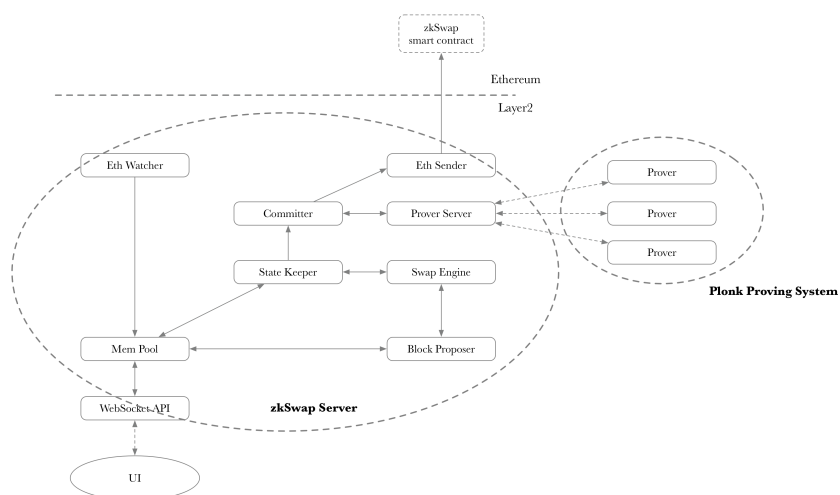 zkSwap
smart contract
Ethereum
Layer2
Eth Watcher
Eth Sender
Prover
Committer
Prover Server
Prover
State Keeper
Swap Engine
Prover
Plonk Proving System
Mem Pool
Block Proposer
WebSocket API
zkSwap Server
UI